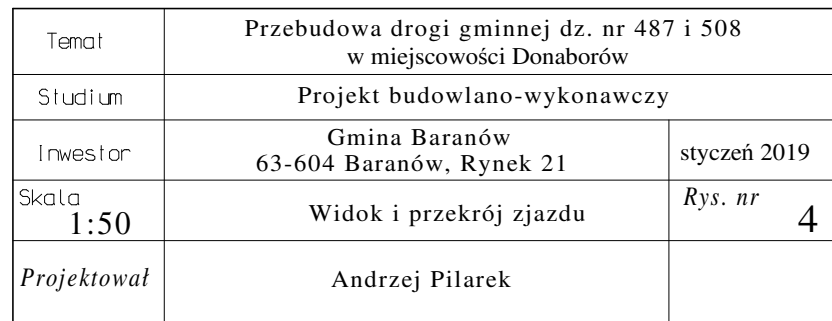 Temat
Przebudowa drogi gminnej dz. nr 487 i 508
w miejscowości Donaborów
Studium
Projekt budowlano-wykonawczy
Inwestor
Gmina Baranów
63-604 Baranów, Rynek 21
styczeń 2019
Skala
1:50
Widok i przekrój zjazdu
Rys. nr
4
Projektował
Andrzej Pilarek